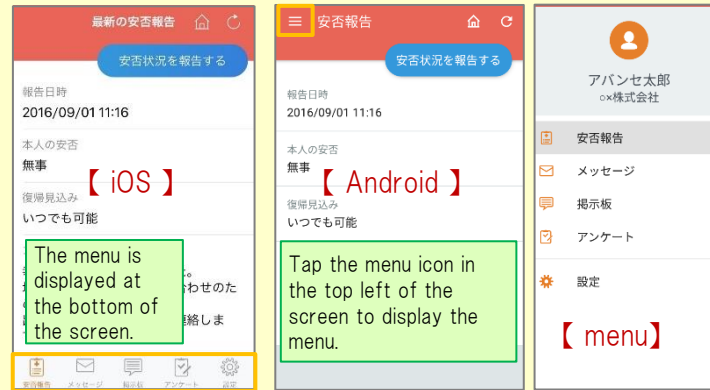 最新の安否報告
安否状況を報告する
報告日時
2016/09/01 11:16
本人の安否
無事
【 iOS 】
復帰見込み
いつでも可能
The menu is
displayed at
the bottom of
the screen.
。
わせのた
絡しま
安否報告 メッセージ 掲示板 アンケート 設定
安否報告
安否状況を報告する
報告日時
2016/09/01 11:16
本人の安否
無事
【 Android 】
復帰見込み
いつでも可能
Tap the menu icon in
the top left of the
screen to display the
menu.
アバンセ太郎
○×株式会社
安否報告
メッセージ
掲示板
アンケート
設定
【 menu】